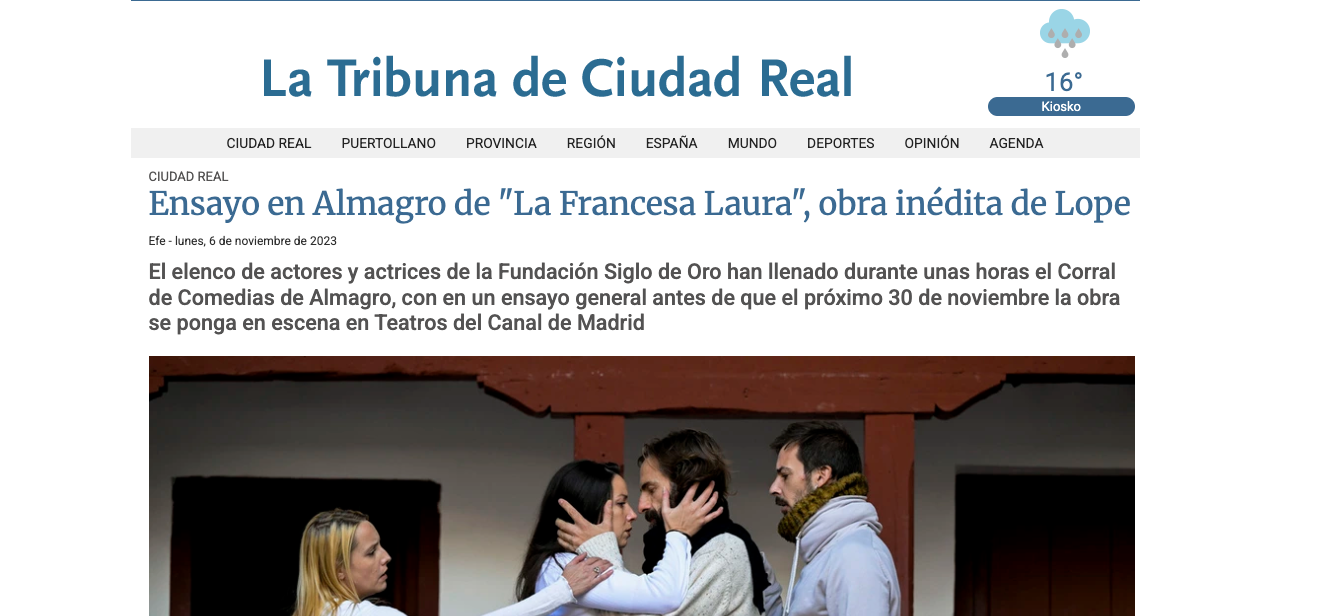 La Tribuna de Ciudad Real
16°
Kiosko
CIUDAD REAL PUERTOLLANO PROVINCIA REGIÓN ESPAÑA MUNDO DEPORTES OPINIÓN AGENDA
CIUDAD REAL
Ensayo en Almagro de "La Francesa Laura", obra inédita de Lope
Efe - lunes, 6 de noviembre de 2023
El elenco de actores y actrices de la Fundación Siglo de Oro han llenado durante unas horas el Corral
de Comedias de Almagro, con en un ensayo general antes de que el próximo 30 de noviembre la obra
se ponga en escena en Teatros del Canal de Madrid